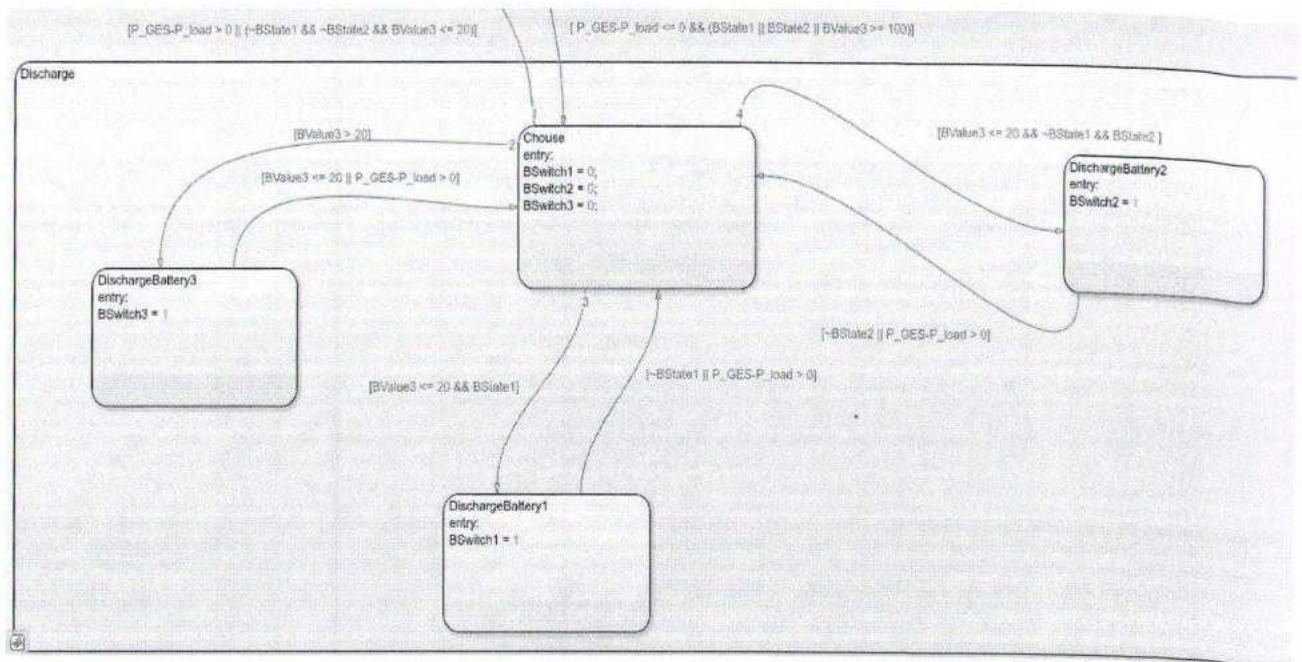 [P_GES-P_load > 0 || (~BState1 && ~BState2 && BValue3 <= 20)]
[ P_GES-P_load <= 0 && (BState1 || BState2 || BValue3 >= 100)]
Discharge
1
4
[BValue3 > 20]
2
Chouse
entry:
BSwitch1 = 0;
BSwitch2 = 0;
BSwitch3 = 0;
[BValue3 <= 20 && ~BState1 && BState2 ]
[BValue3 <= 20 || P_GES-P_load > 0]
DischargeBattery2
entry:
BSwitch2 = 1
DischargeBattery3
entry:
BSwitch3 = 1
3
[~BState2 || P_GES-P_load > 0]
[BValue3 <= 20 && BState1]
[~BState1 || P_GES-P_load > 0]
DischargeBattery1
entry:
BSwitch1 = 1